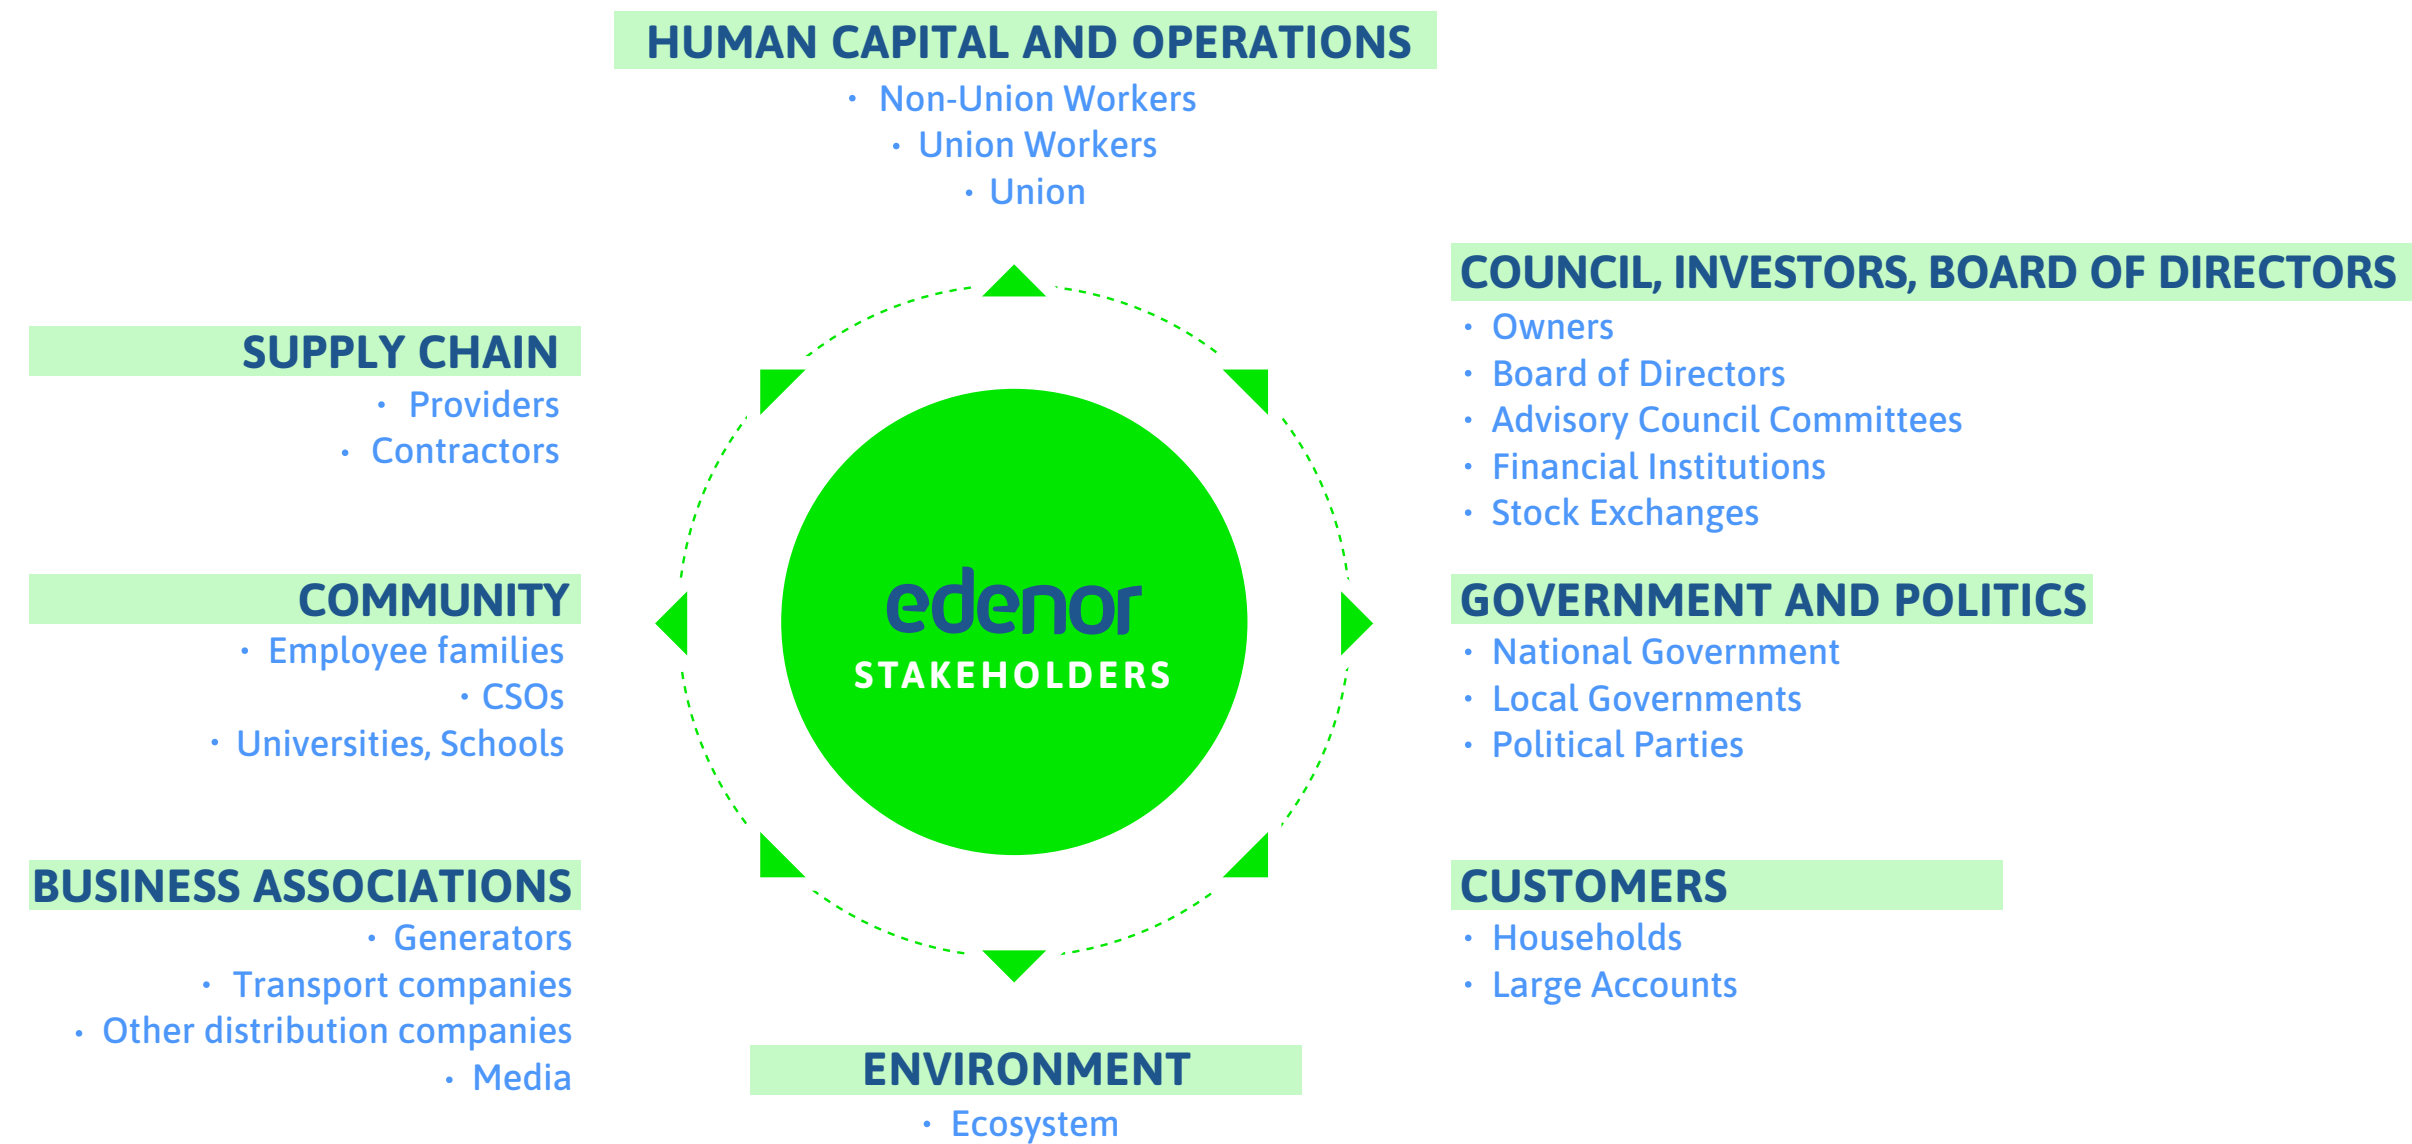 HUMAN CAPITAL AND OPERATIONS
• Non-Union Workers
• Union Workers
• Union
COUNCIL, INVESTORS, BOARD OF DIRECTORS
• Owners
• Board of Directors
• Advisory Council Committees
• Financial Institutions
• Stock Exchanges
SUPPLY CHAIN
• Providers
• Contractors
COMMUNITY
• Employee families
• CSOs
• Universities, Schools
edenor
STAKEHOLDERS
GOVERNMENT AND POLITICS
• National Government
• Local Governments
• Political Parties
BUSINESS ASSOCIATIONS
• Generators
• Transport companies
• Other distribution companies
• Media
CUSTOMERS
• Households
• Large Accounts
ENVIRONMENT
• Ecosystem